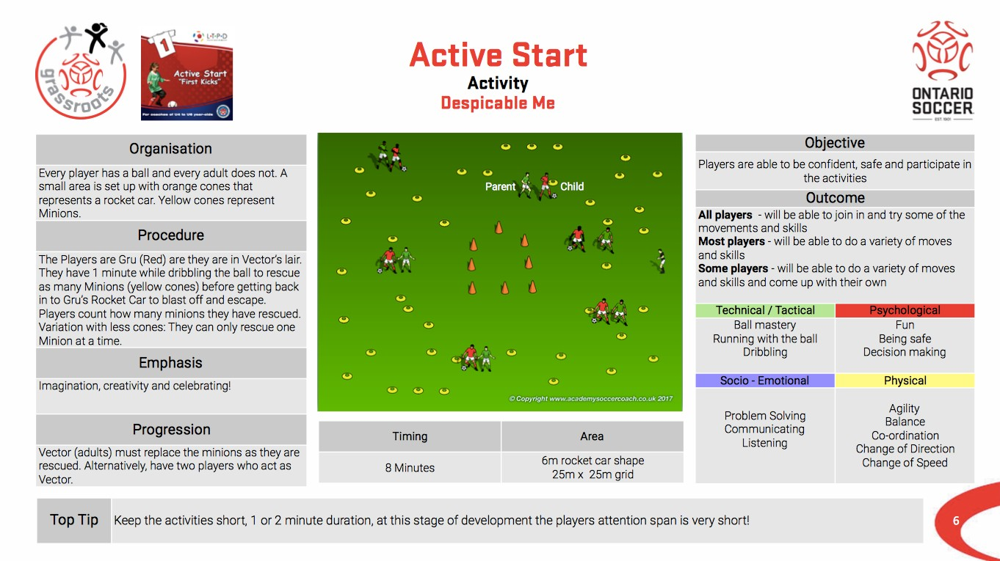 grassroots
1
L·T·P·D
Active Start
"First Kicks"
For coaches of U4 to U6 year-olds
Active Start
Activity
Despicable Me
ONTARIO
SOCCER
EST. 1901
Organisation
Every player has a ball and every adult does not. A
small area is set up with orange cones that
represents a rocket car. Yellow cones represent
Minions.
Procedure
The Players are Gru (Red) are they are in Vector's lair.
They have 1 minute while dribbling the ball to rescue
as many Minions (yellow cones) before getting back
in to Gru's Rocket Car to blast off and escape.
Players count how many minions they have rescued.
Variation with less cones: They can only rescue one
Minion at a time.
Emphasis
Imagination, creativity and celebrating!
Progression
Vector (adults) must replace the minions as they are
rescued. Alternatively, have two players who act as
Vector.
Parent
Child
© Copyright www.academysoccercoach.co.uk 2017
Timing
Area
8 Minutes
6m rocket car shape
25m x 25m grid
Objective
Players are able to be confident, safe and participate in
the activities
Outcome
All players - will be able to join in and try some of the
movements and skills
Most players - will be able to do a variety of moves
and skills
Some players - will be able to do a variety of moves
and skills and come up with their own
Technical / Tactical
Ball mastery
Running with the ball
Dribbling
Psychological
Fun
Being safe
Decision making
Socio - Emotional
Problem Solving
Communicating
Listening
Physical
Agility
Balance
Co-ordination
Change of Direction
Change of Speed
Top Tip
Keep the activities short, 1 or 2 minute duration, at this stage of development the players attention span is very short!
6